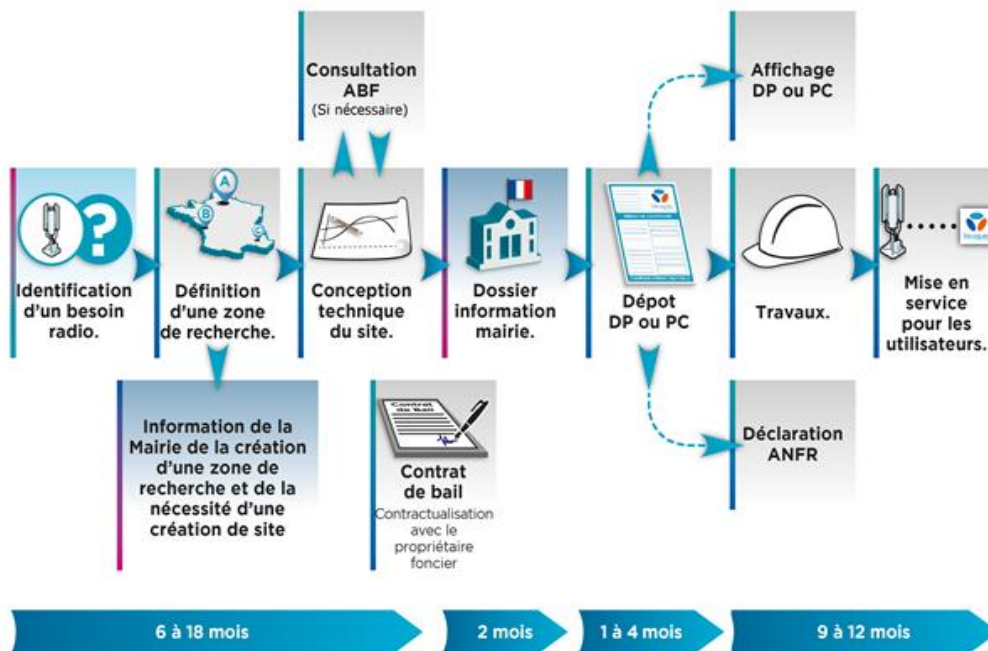 Consultation
ABF
(Si nécessaire)
Affichage
DP ou PC
A
B
C
?
Identification
d'un besoin
radio.
Définition
d'une zone
de recherche.
Conception
technique
du site.
Dossier
information
mairie.
Dépot
DP ou PC
Travaux.
Mise en
service
pour les
utilisateurs.
Information de la
Mairie de la création
d'une zone de
recherche et de la
nécessité d'une
création de site
Contrat
de Bail
Contrat
de bail
Contractualisation
avec le
propriétaire
foncier
Déclaration
ANFR
6 à 18 mois
2 mois
1 à 4 mois
9 à 12 mois